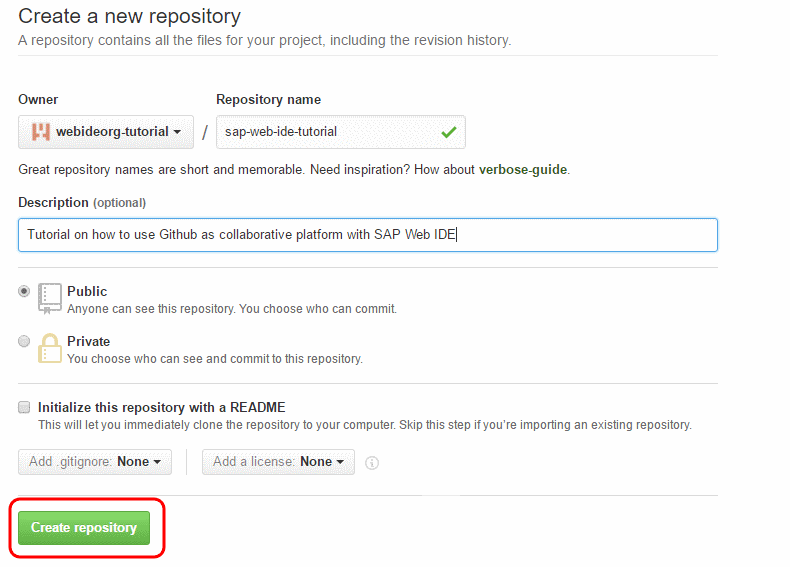 Create a new repository
A repository contains all the files for your project, including the revision history.
Owner
Repository name
webideorg-tutorial / sap-web-ide-tutorial
Great repository names are short and memorable. Need inspiration? How about verbose-guide.
Description (optional)
Tutorial on how to use Github as collaborative platform with SAP Web IDE
Public
Anyone can see this repository. You choose who can commit.
Private
You choose who can see and commit to this repository.
Initialize this repository with a README
This will let you immediately clone the repository to your computer. Skip this step if you’re importing an existing repository.
Add .gitignore: None
Add a license: None
Create repository